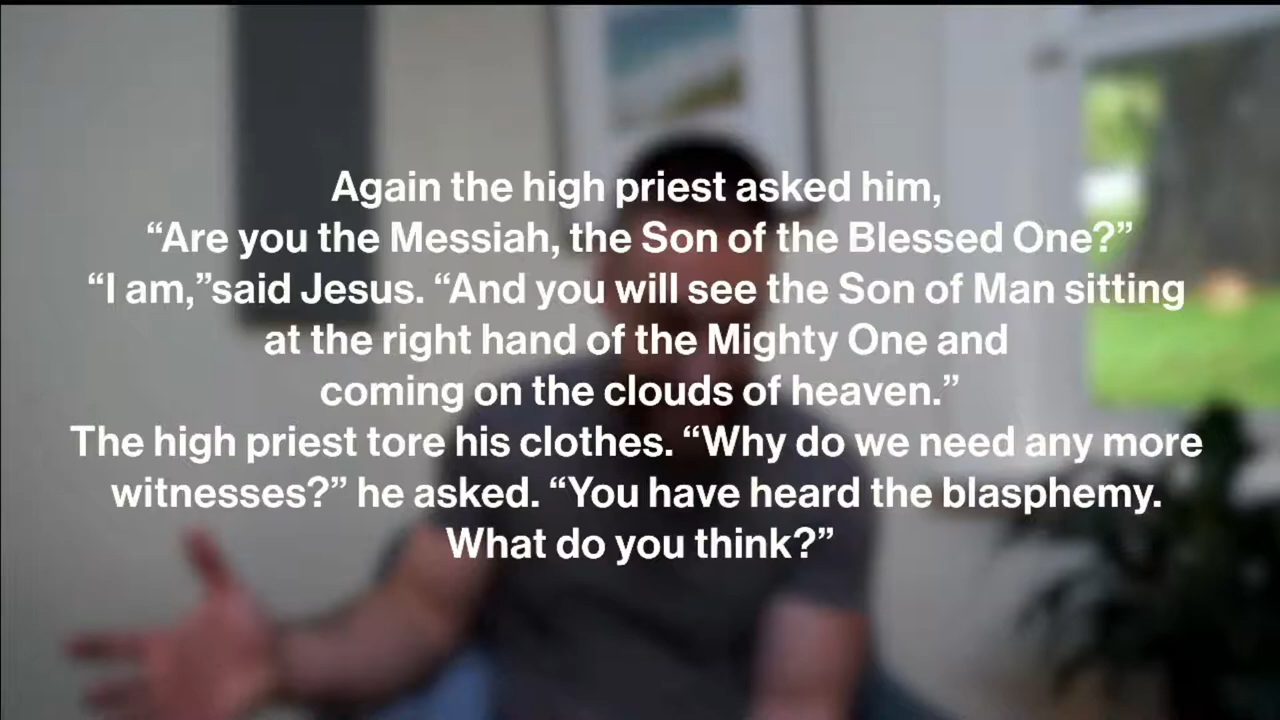 Again the high priest asked him,
“Are you the Messiah, the Son of the Blessed One?”
“I am,”said Jesus. “And you will see the Son of Man sitting
at the right hand of the Mighty One and
coming on the clouds of heaven.”
The high priest tore his clothes. “Why do we need any more
witnesses?” he asked. “You have heard the blasphemy.
What do you think?”